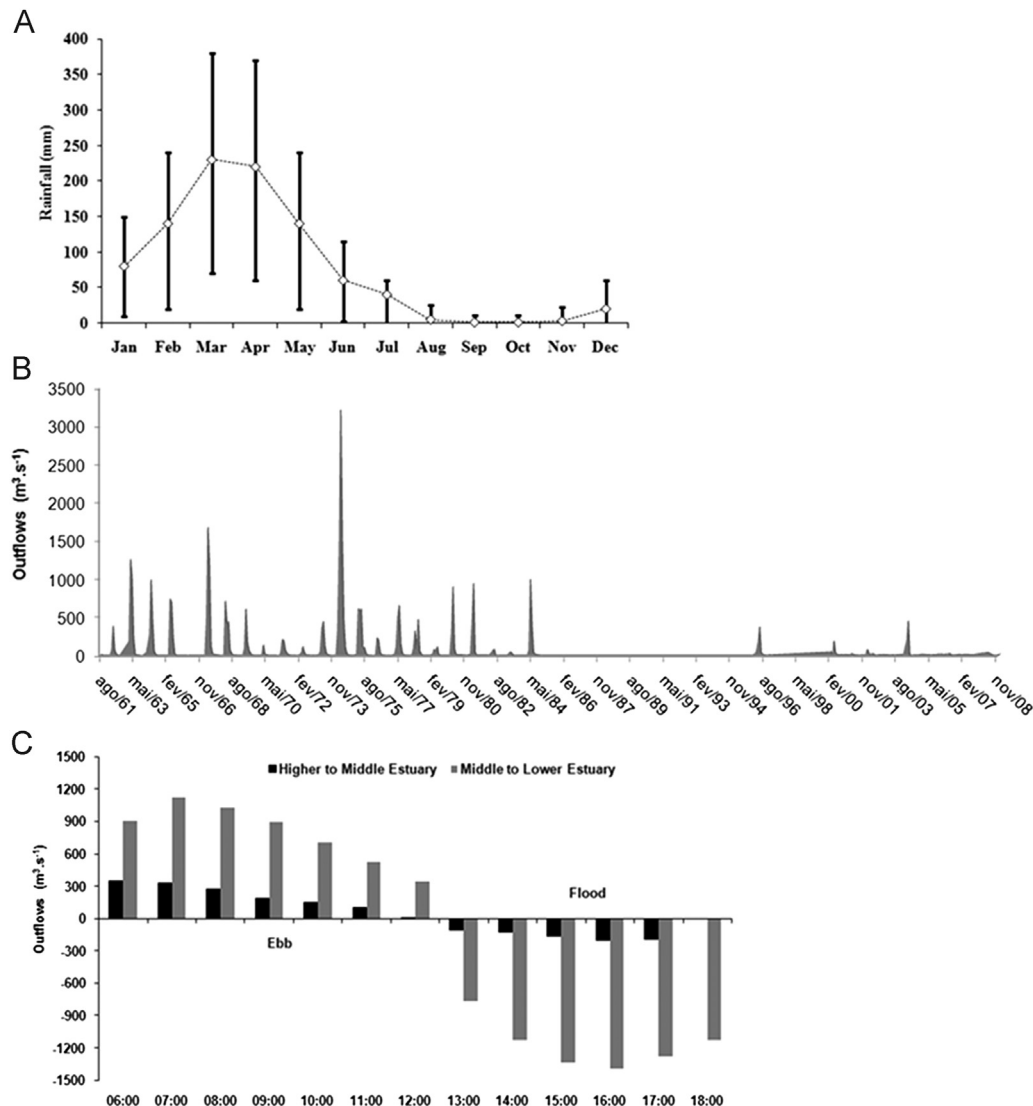 A
400
350
300
250
200
150
100
50
0
Rainfall (mm)
Jan Feb Mar Apr May Jun Jul Aug Sep Oct Nov Dec
B
3500
3000
2500
2000
1500
1000
500
0
Outflows (m³.s⁻¹)
ago/61 mai/63 fev/65 nov/66 ago/68 mai/70 fev/72 nov/73 ago/75 mai/77 fev/79 nov/80 ago/82 mai/84 fev/86 nov/87 ago/89 mai/91 fev/93 nov/94 ago/96 mai/98 fev/00 nov/01 ago/03 mai/05 fev/07 nov/08
C
1500
1200
900
600
300
0
-300
-600
-900
-1200
-1500
Outflows (m³.s⁻¹)
Higher to Middle Estuary Middle to Lower Estuary
Flood
Ebb
06:00 07:00 08:00 09:00 10:00 11:00 12:00 13:00 14:00 15:00 16:00 17:00 18:00